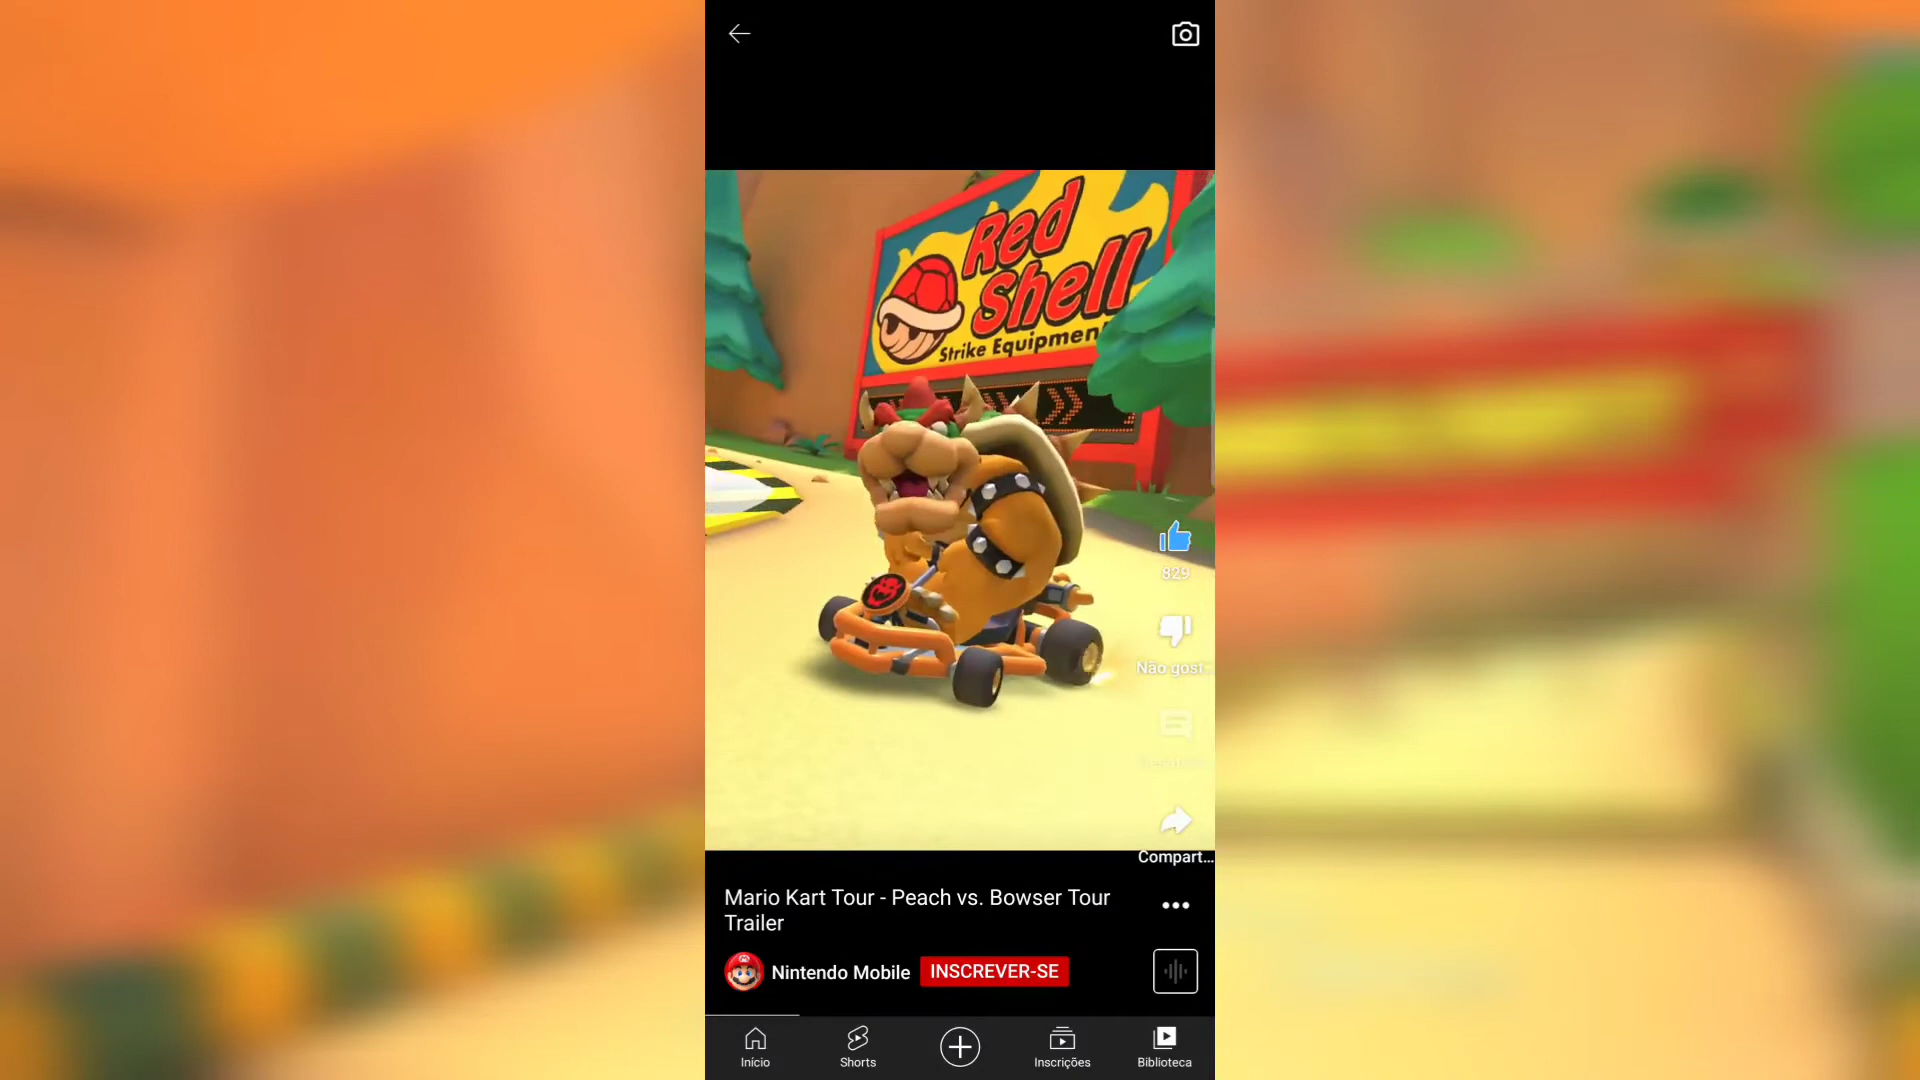 Red
Shell
Strike Equipment
829
Não gost...
Compart...
Mario Kart Tour - Peach vs. Bowser Tour
Trailer
Nintendo Mobile
INSCREVER-SE
Início
Shorts
Inscrições
Biblioteca